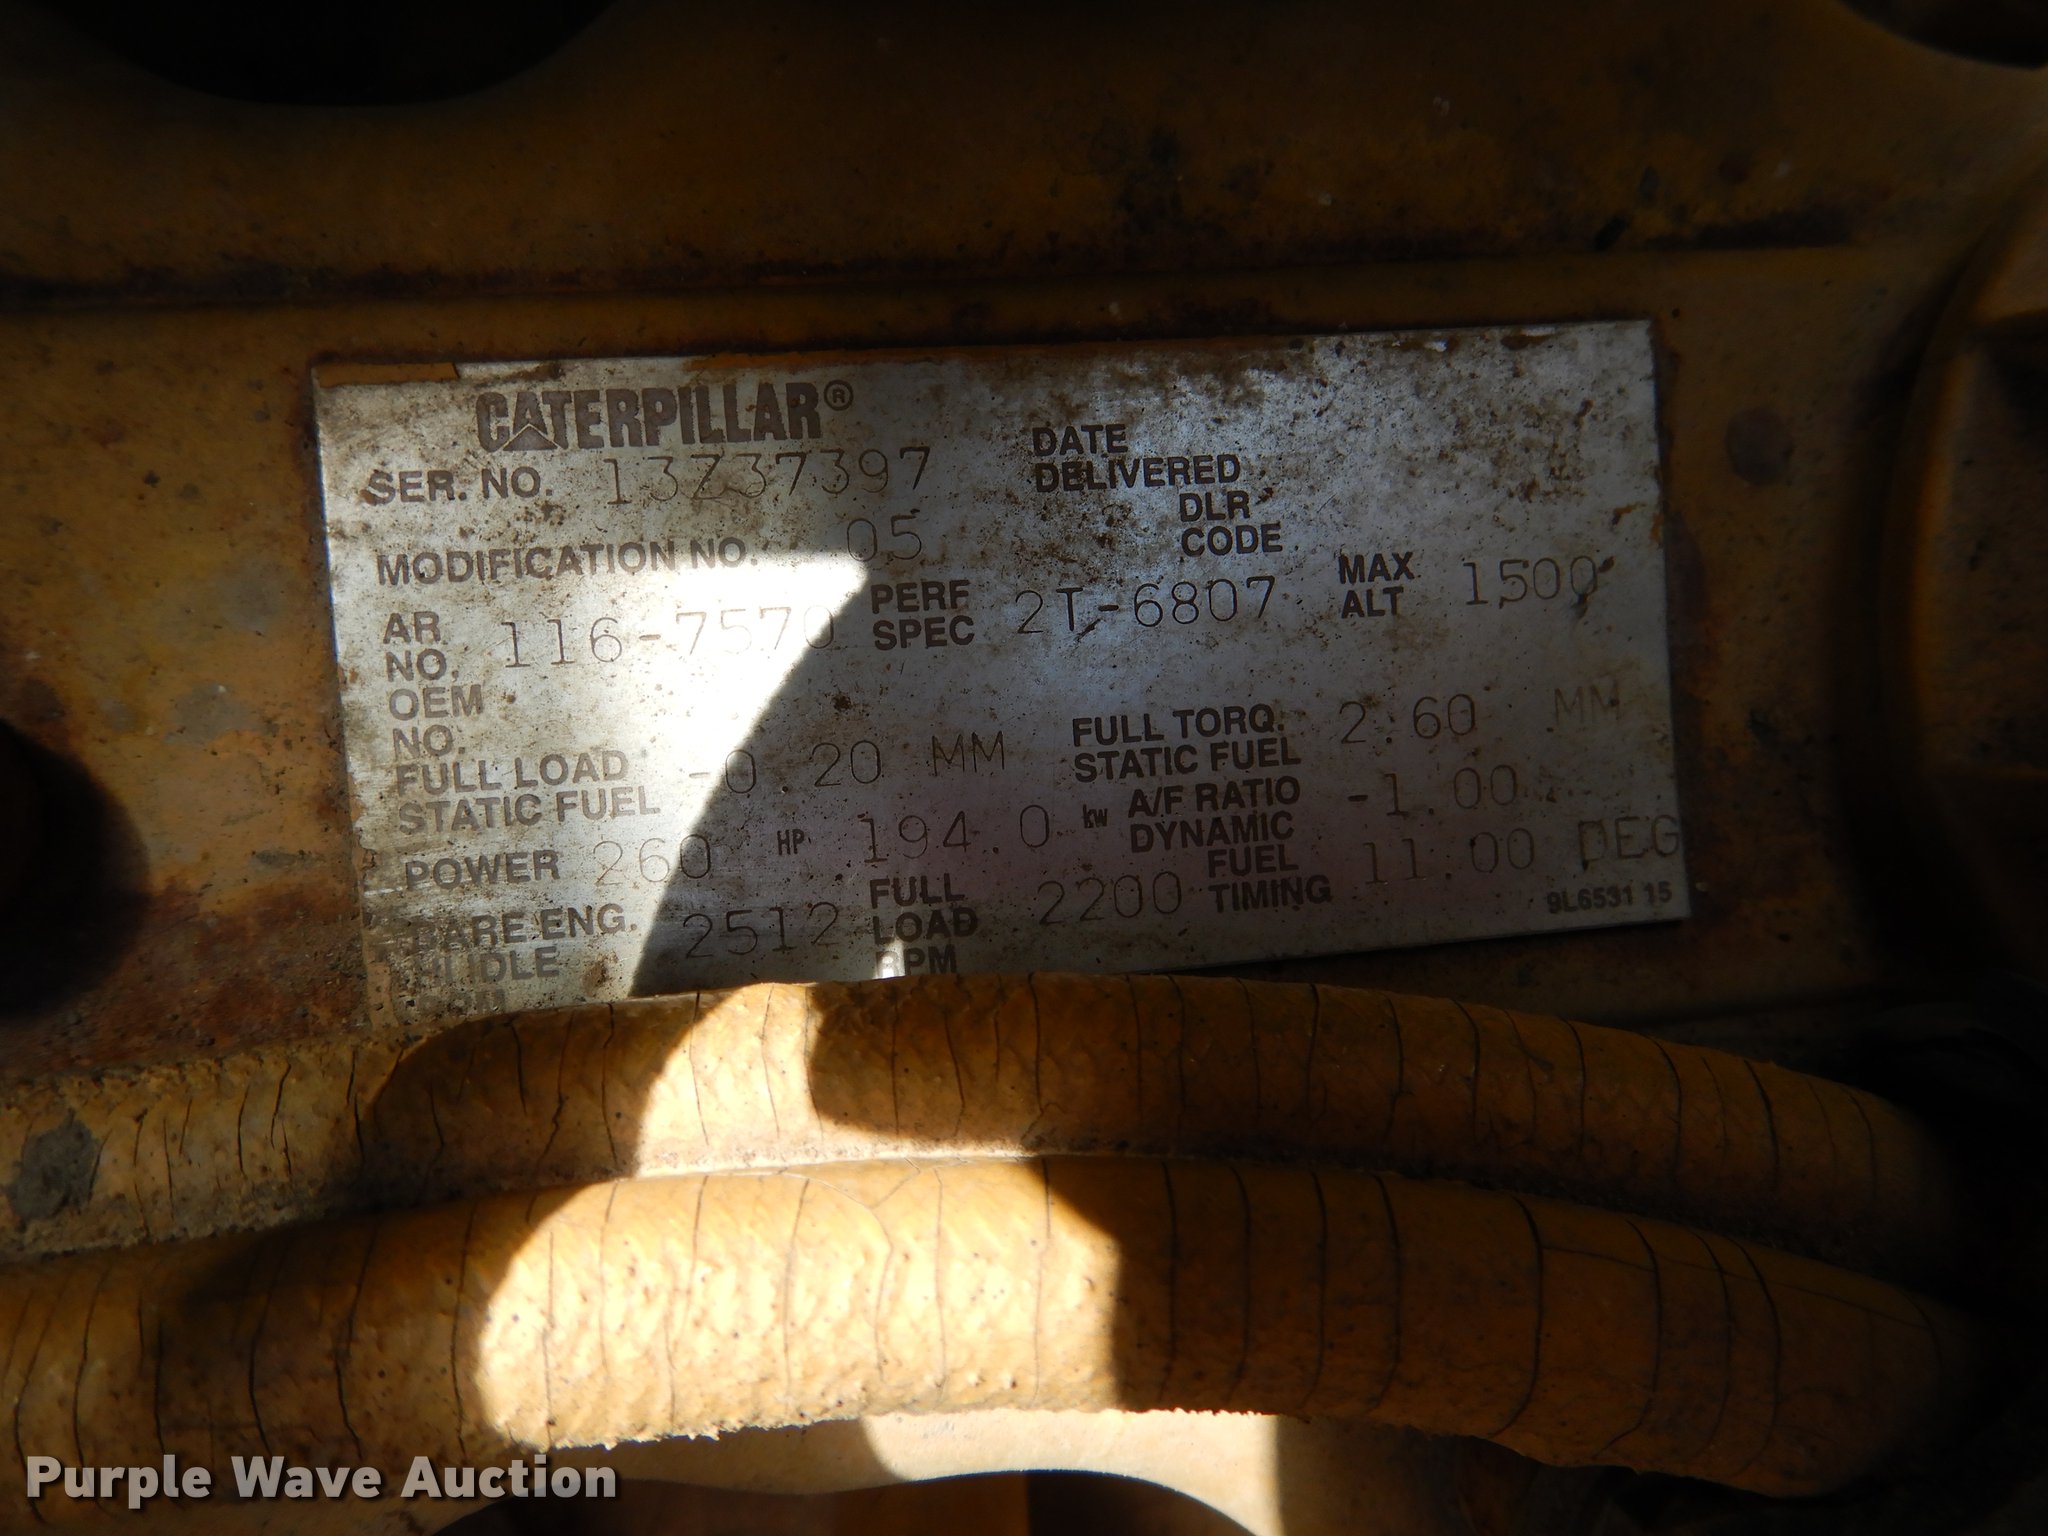 CATERPILLAR®
SER. NO. 13Z37397 DATE DELIVERED
MODIFICATION NO. 05 DLR CODE
AR NO. 116-7570 PERF SPEC 2T-6807 MAX ALT 1500
OEM NO.
FULL LOAD STATIC FUEL -0.20 MM FULL TORQ. STATIC FUEL 2.60 MM
POWER 260 HP 194.0 kw A/F RATIO DYNAMIC -1.00
BARE ENG. HI IDLE RPM 2512 FULL LOAD RPM 2200 FUEL TIMING 11.00 DEG
9L6531 15
Purple Wave Auction